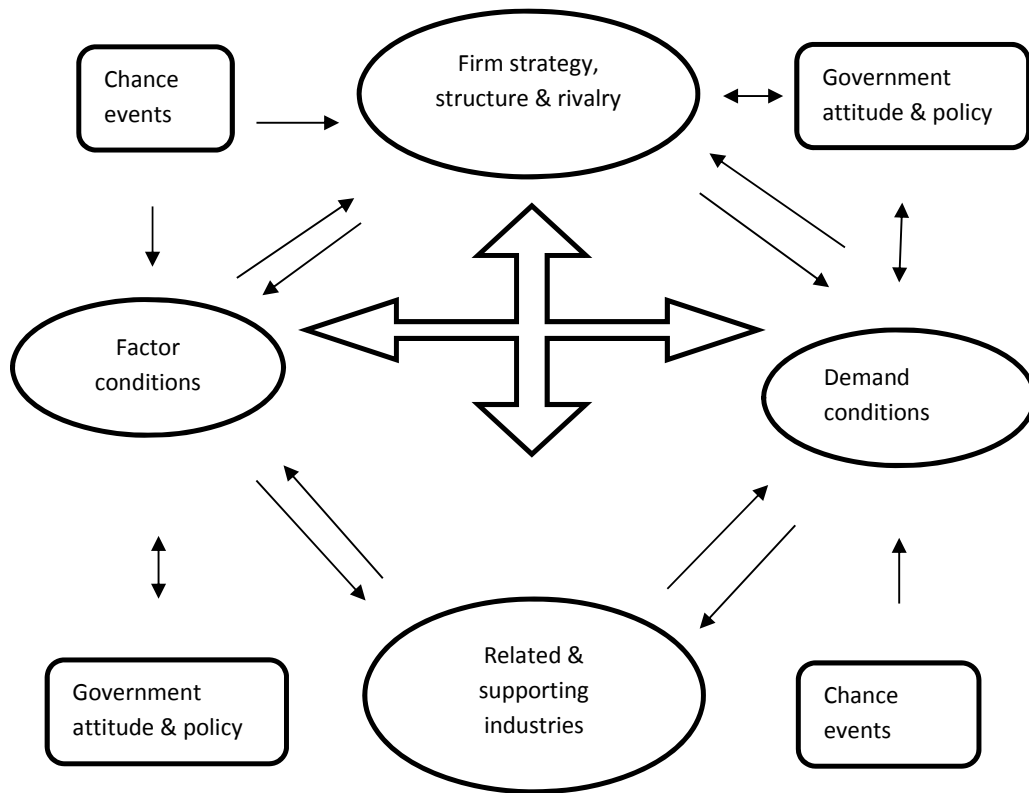 Chance
events
Firm strategy,
structure & rivalry
Government
attitude & policy
Factor
conditions
Demand
conditions
Government
attitude & policy
Related &
supporting
industries
Chance
events